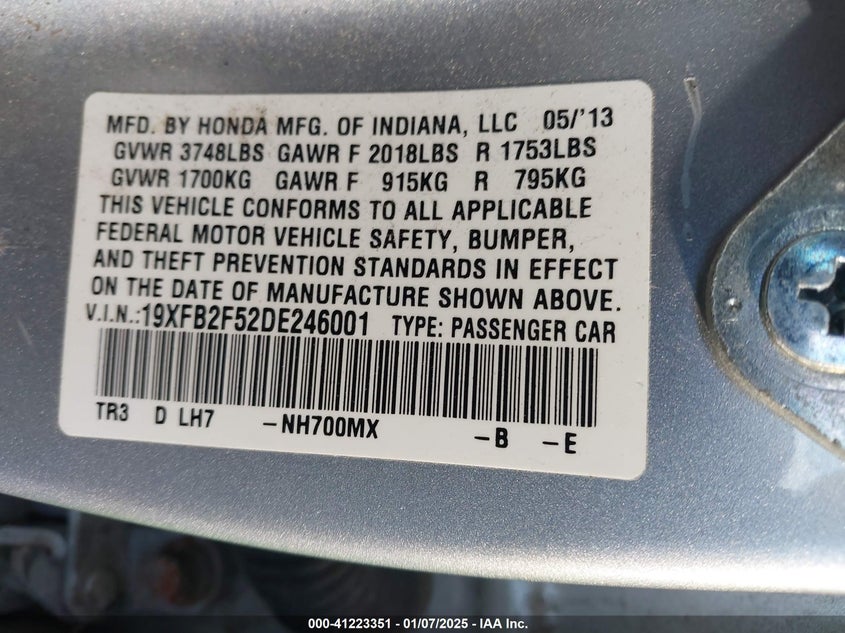 MFD. BY HONDA MFG. OF INDIANA, LLC 05/'13
GVWR 3748LBS GAWR F 2018LBS R 1753LBS
GVWR 1700KG GAWR F 915KG R 795KG
THIS VEHICLE CONFORMS TO ALL APPLICABLE
FEDERAL MOTOR VEHICLE SAFETY, BUMPER,
AND THEFT PREVENTION STANDARDS IN EFFECT
ON THE DATE OF MANUFACTURE SHOWN ABOVE.
V.I.N.:19XFB2F52DE246001 TYPE: PASSENGER CAR
TR3 D LH7 -NH700MX -B -E
000-41223351 | 01/07/2025 - IAA Inc.